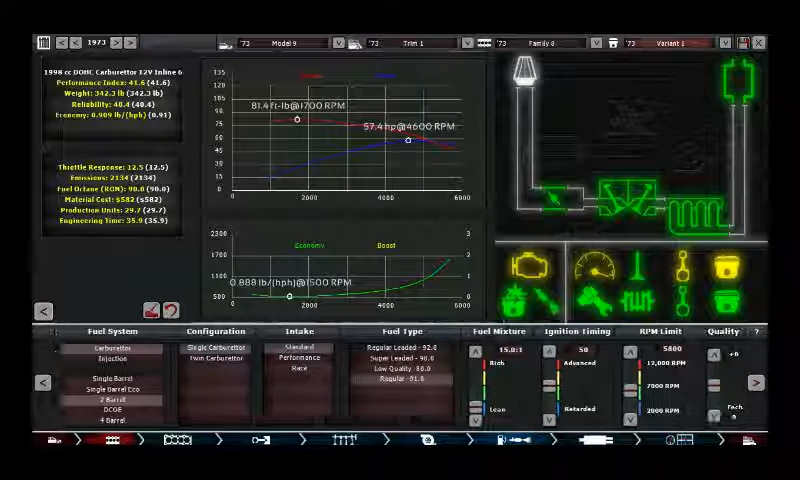 1973
'73 Model 9
'73 Trim 1
'73 Family 8
'73 Variant 1
1998 cc DOHC Carburettor 12V Inline 6
Performance Index: 41.6 (41.6)
Weight: 342.3 lb (342.3 lb)
Reliability: 40.4 (40.4)
Economy: 0.909 lb/(hph) (0.91)
Throttle Response: 12.5 (12.5)
Emissions: 2134 (2134)
Fuel Octane (RON): 90.0 (90.0)
Material Cost: $582 ($582)
Production Units: 29.7 (29.7)
Engineering Time: 35.9 (35.9)
135
120
105
90
75
60
45
30
15
0
0 2000 4000 6000
81.4 ft-lb@1700 RPM
57.4 hp@4600 RPM
2300
1700
1100
500
Economy Boost
3
2
1
0
0.888 lb/(hph)@1500 RPM
0 2000 4000 6000
Fuel System
Carburettor
Injection
Single Barrel
Single Barrel Eco
2 Barrel
DCOE
4 Barrel
Configuration
Single Carburettor
Twin Carburettor
Intake
Standard
Performance
Race
Fuel Type
Regular Leaded - 92.0
Super Leaded - 98.0
Low Quality - 80.0
Regular - 91.0
Fuel Mixture
15.0:1
Rich
Lean
Ignition Timing
50
Advanced
Retarded
RPM Limit
5800
12,000 RPM
7000 RPM
2000 RPM
Quality
+0
Tech
?